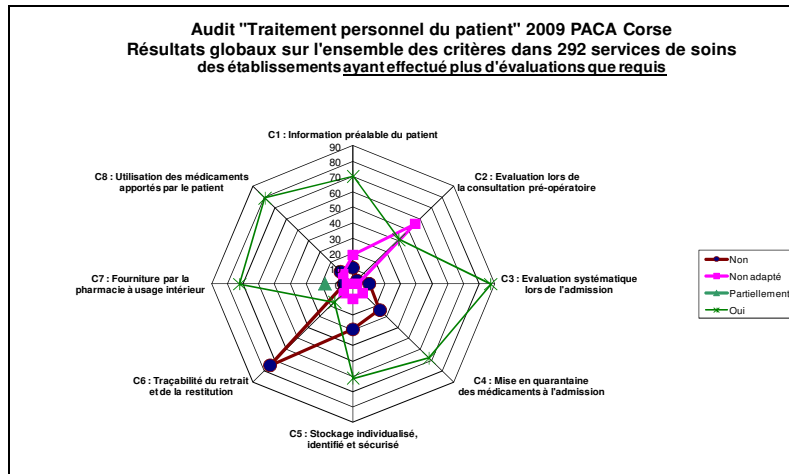 Audit "Traitement personnel du patient" 2009 PACA Corse
Résultats globaux sur l'ensemble des critères dans 292 services de soins
des établissements ayant effectué plus d'évaluations que requis
C1 : Information préalable du patient
90
80
70
60
50
40
30
20
10
C2 : Evaluation lors de
la consultation pré-opératoire
C3 : Evaluation systématique
lors de l'admission
C4 : Mise en quarantaine
des médicaments à l'admission
C5 : Stockage individualisé,
identifié et sécurisé
C6 : Traçabilité du retrait
et de la restitution
C7 : Fourniture par la
pharmacie à usage intérieur
C8 : Utilisation des médicaments
apportés par le patient
Non
Non adapté
Partiellement
Oui